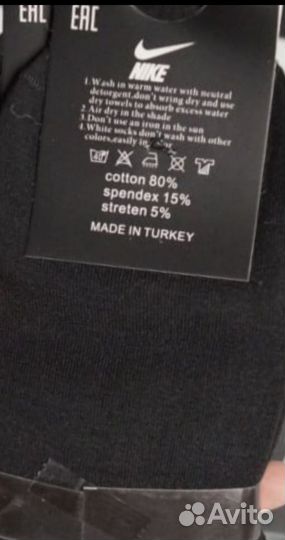 EAC EAC
NIKE
1.Wash in warm water with neutral
detorgent,don't wring dry and use
dry towels to absorb excess water
2.Air dry in the shade
3.Don't use an iron in the sun
4.White socks don't wash with other
colors,easily in
cotton 80%
spendex 15%
streten 5%
MADE IN TURKEY
Avito